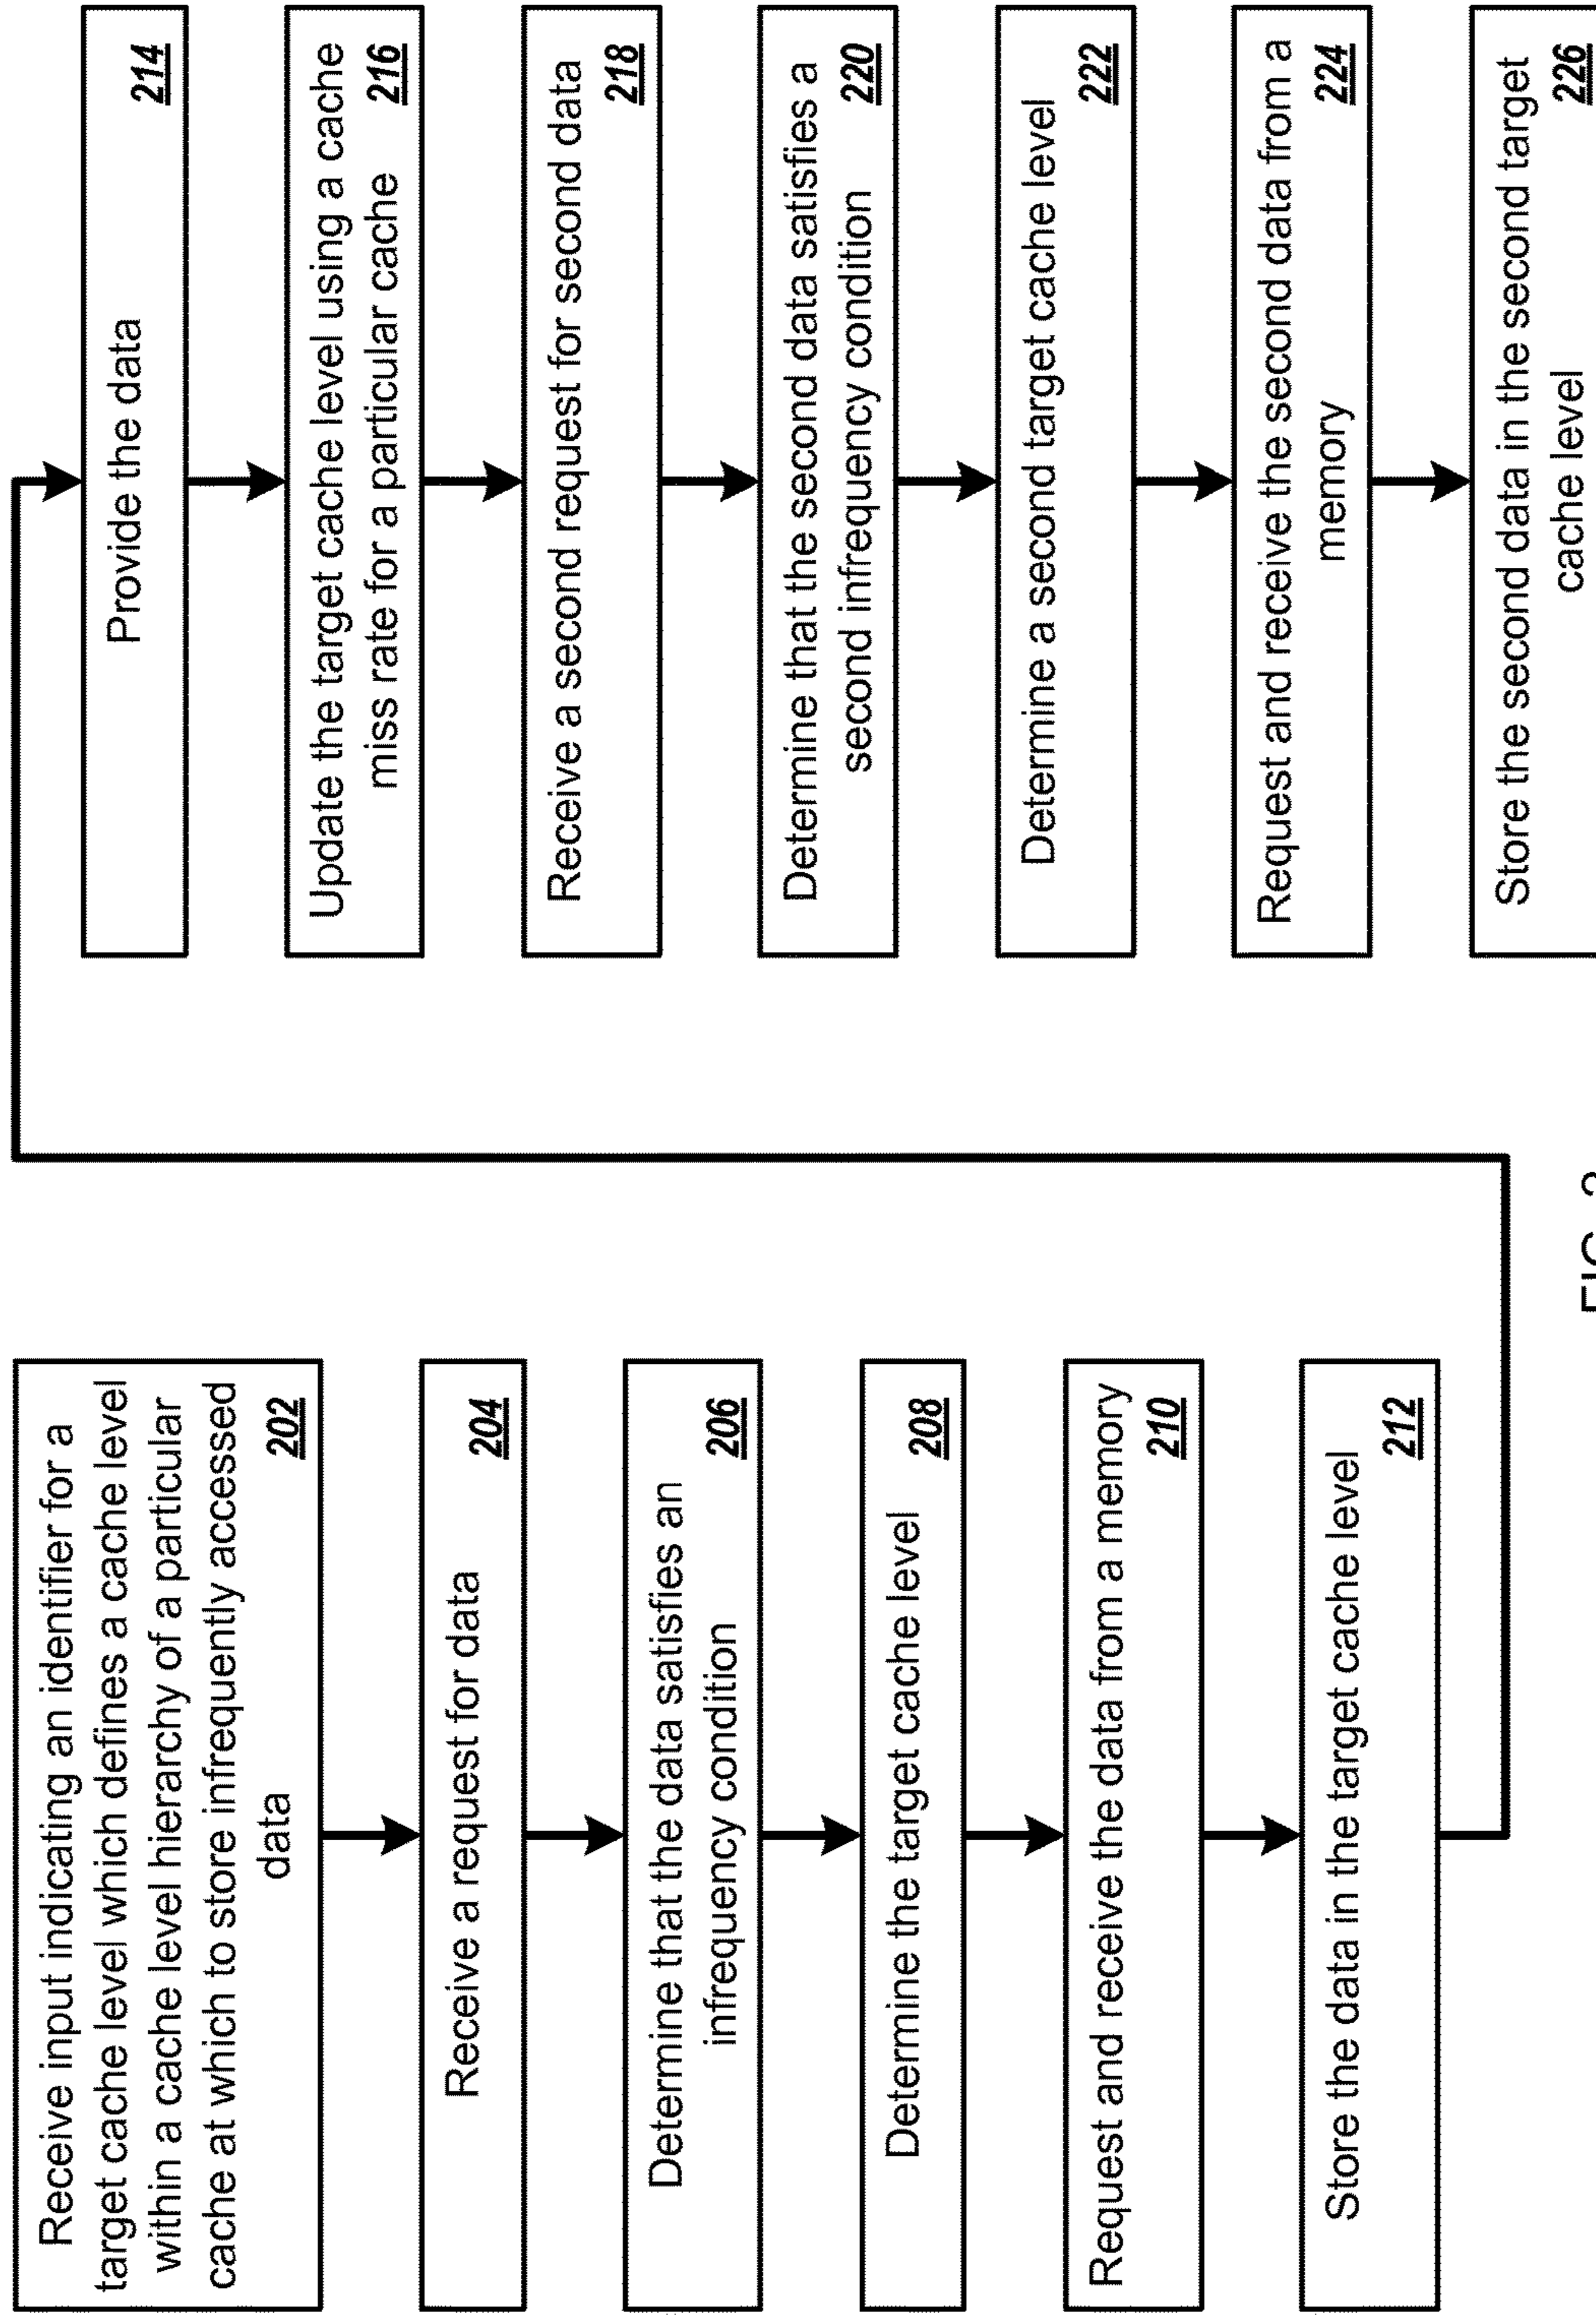 Receive input indicating an identifier for a
target cache level which defines a cache level
within a cache level hierarchy of a particular
cache at which to store infrequently accessed
data
202
Receive a request for data
204
Determine that the data satisfies an
infrequency condition
206
Determine the target cache level
208
Request and receive the data from a memory
210
Store the data in the target cache level
212
Provide the data
214
Update the target cache level using a cache
miss rate for a particular cache
216
Receive a second request for second data
218
Determine that the second data satisfies a
second infrequency condition
220
Determine a second target cache level
222
Request and receive the second data from a
memory
224
Store the second data in the second target
cache level
226